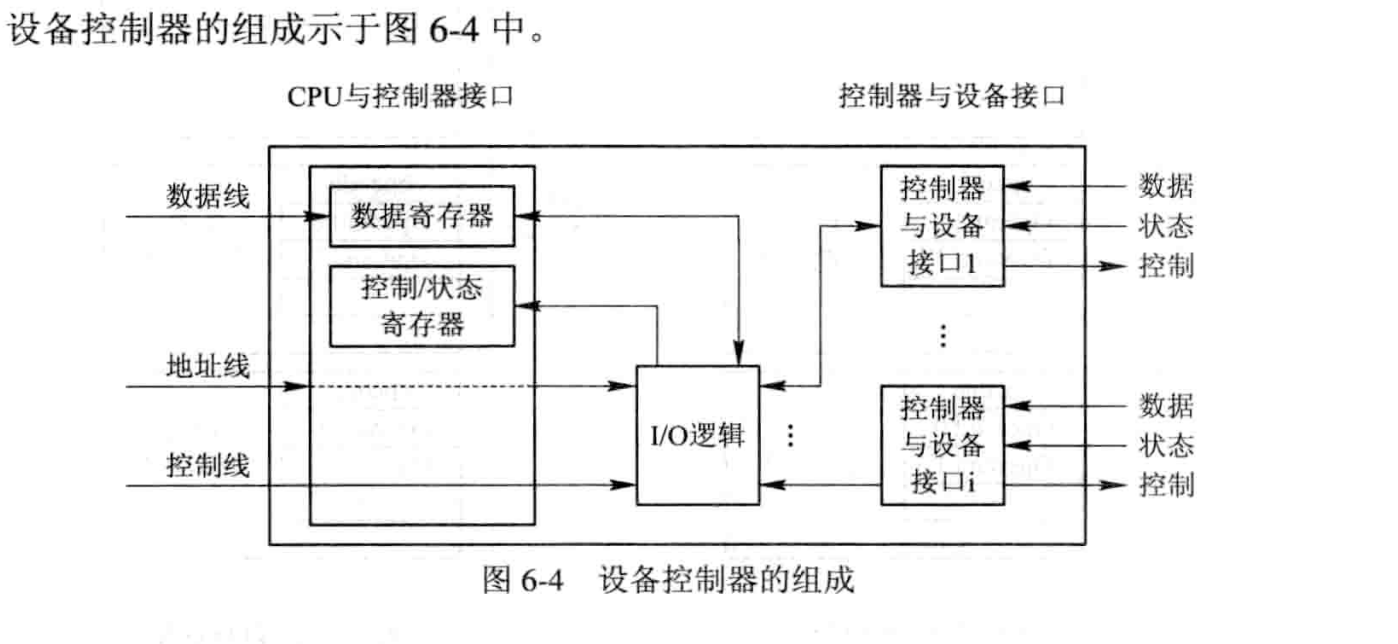 设备控制器的组成示于图 6-4 中。
CPU与控制器接口
控制器与设备接口
数据线
数据寄存器
控制/状态
寄存器
地址线
控制线
I/O逻辑
⋮
控制器
与设备
接口1
数据
状态
控制
⋮
控制器
与设备
接口i
数据
状态
控制
图 6-4 设备控制器的组成